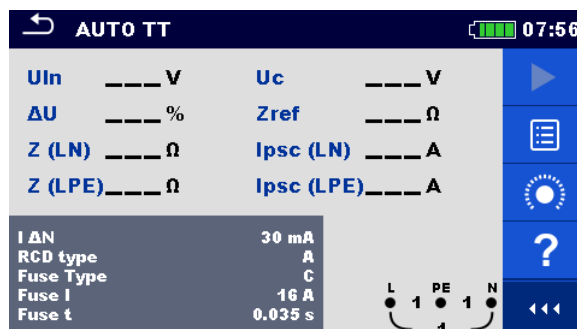 AUTO TT 07:56
Uln ___V Uc ___V
ΔU ___% Zref ___Ω
Z (LN) ___Ω Ipsc (LN) ___A
Z (LPE)___Ω Ipsc (LPE)___A
I ΔN 30 mA
RCD type A
Fuse Type C
Fuse I 16 A
Fuse t 0.035 s
L PE N
1 1
1
?